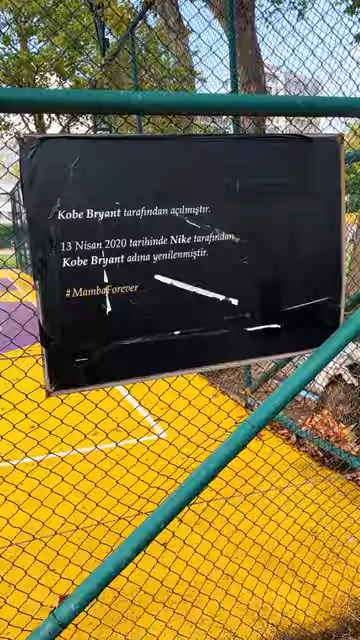 Kobe Bryant tarafından açılmıştır.
13 Nisan 2020 tarihinde Nike tarafından
Kobe Bryant adına yenilenmiştir.
#MambaForever